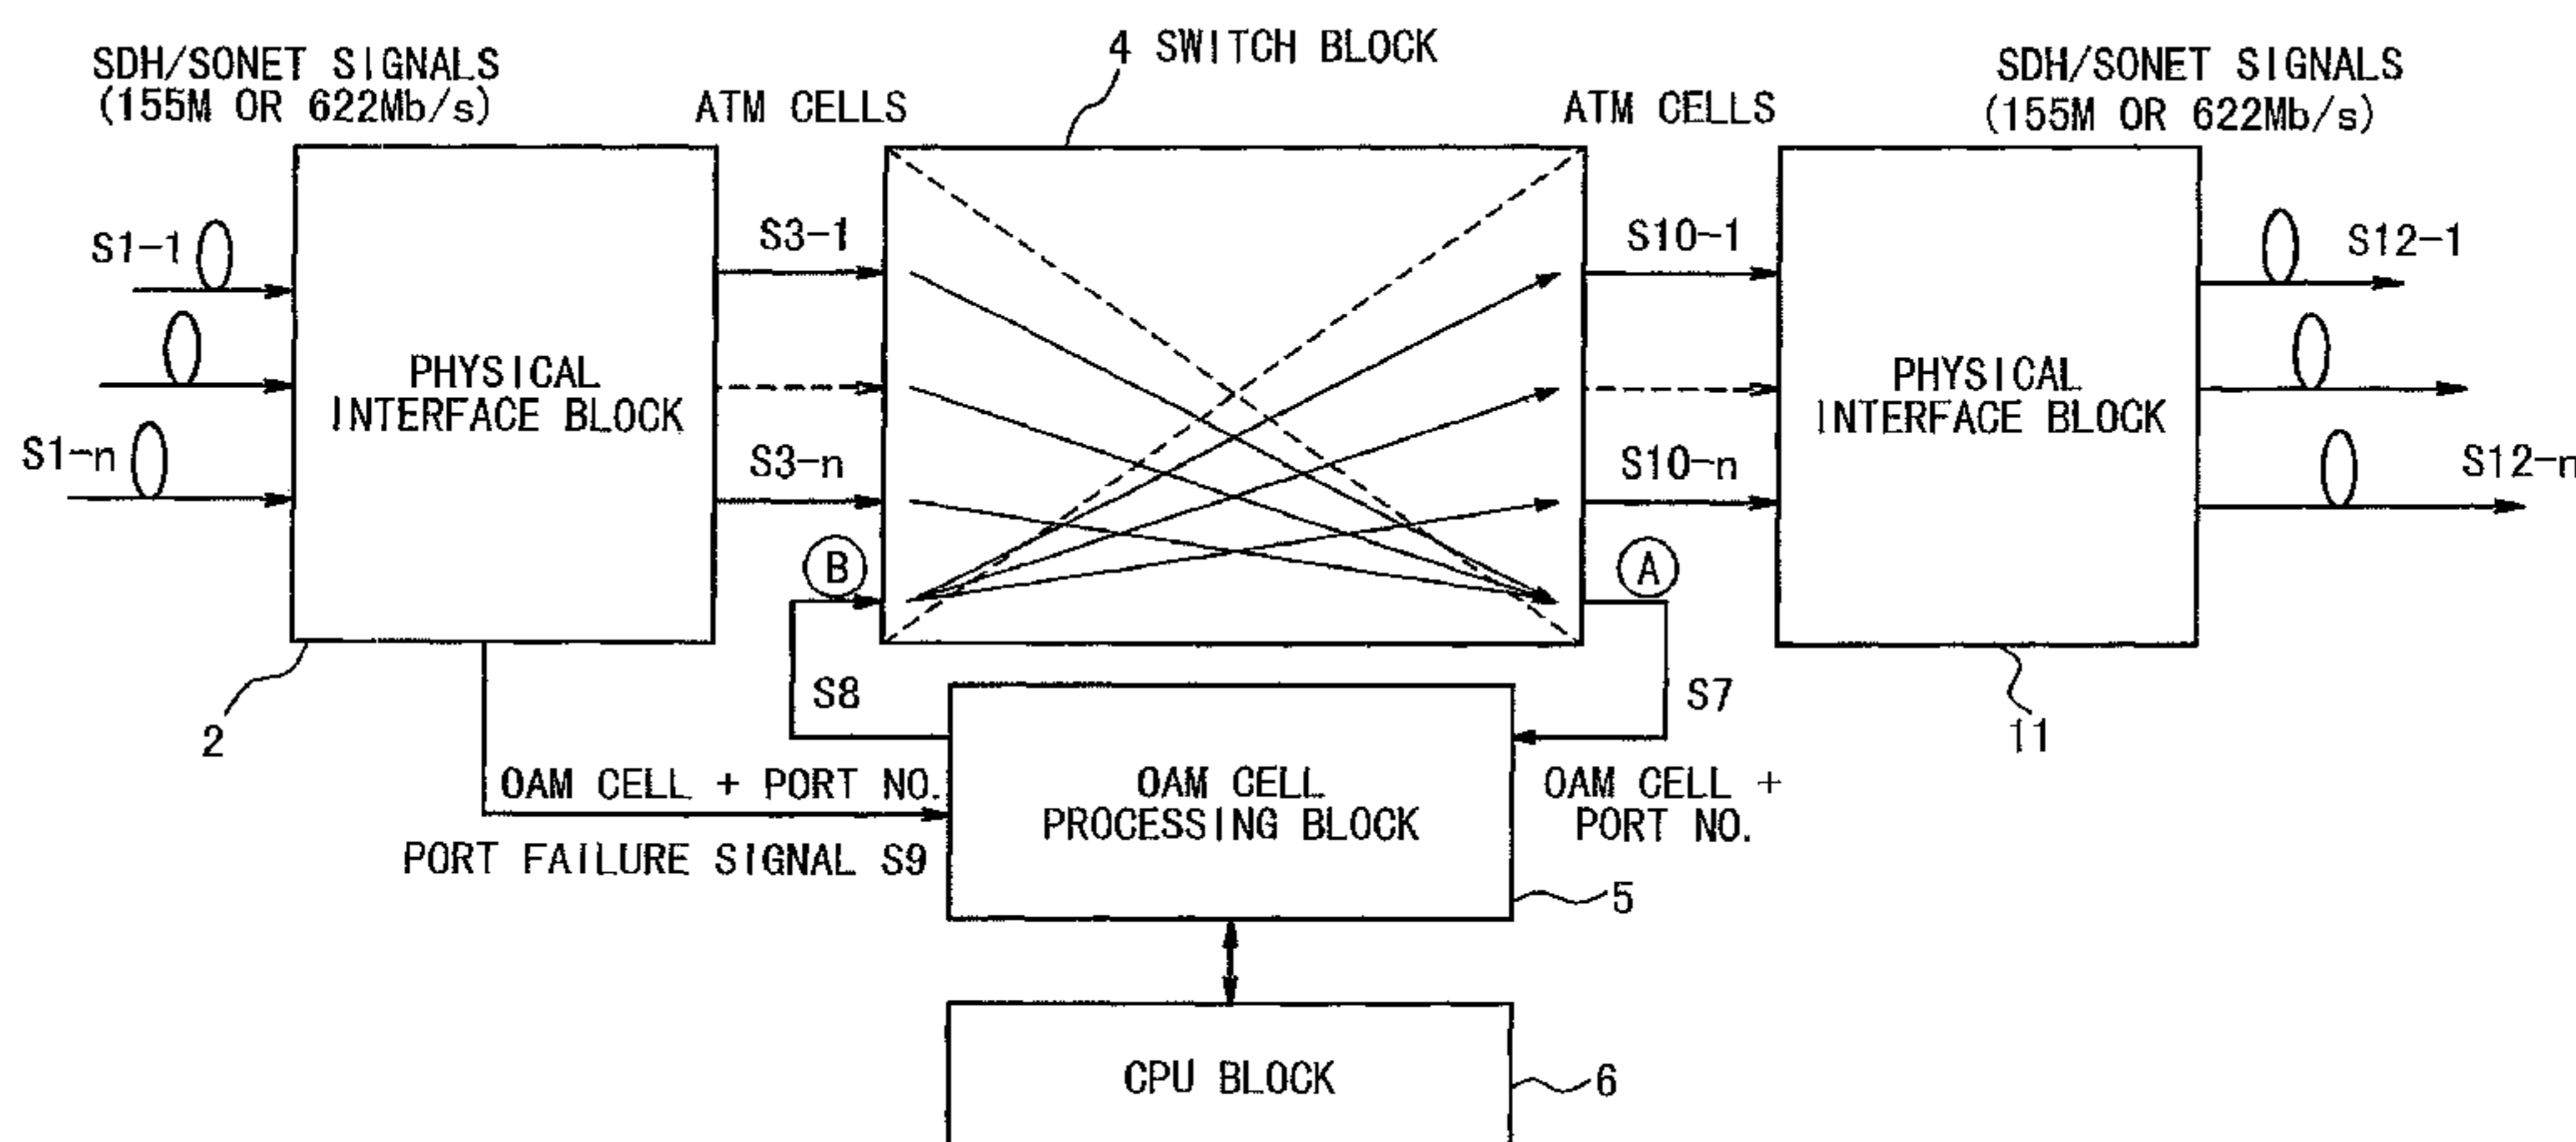 4 SWITCH BLOCK
SDH/SONET SIGNALS
(155M OR 622Mb/s)
ATM CELLS
ATM CELLS
SDH/SONET SIGNALS
(155M OR 622Mb/s)
S1-1
S3-1
S10-1
S12-1
PHYSICAL
INTERFACE BLOCK
PHYSICAL
INTERFACE BLOCK
S1-n
S3-n
S10-n
S12-n
B
A
S8
S7
2
11
OAM CELL + PORT NO.
PORT FAILURE SIGNAL S9
OAM CELL
PROCESSING BLOCK
OAM CELL +
PORT NO.
5
CPU BLOCK
6